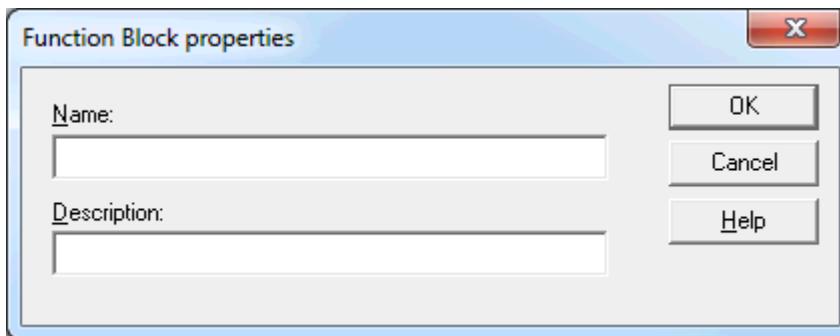 Function Block properties
Name:
OK
Cancel
Description:
Help